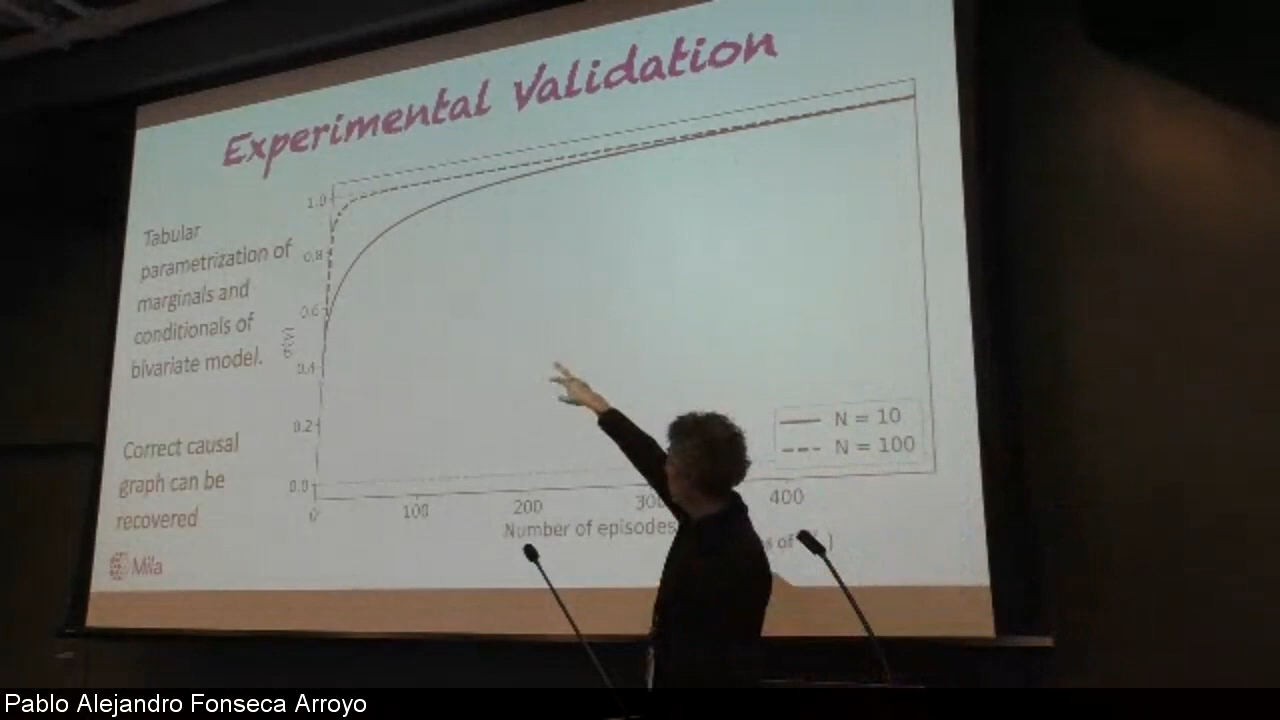 Experimental Validation
Tabular
parametrization of
marginals and
conditionals of
bivariate model.
Correct causal
graph can be
recovered
Mila
1.0
0.8
0.6
0.4
0.2
0.0
σ(γ)
0
100
200
300
400
Number of episodes
N = 10
N = 100
Pablo Alejandro Fonseca Arroyo